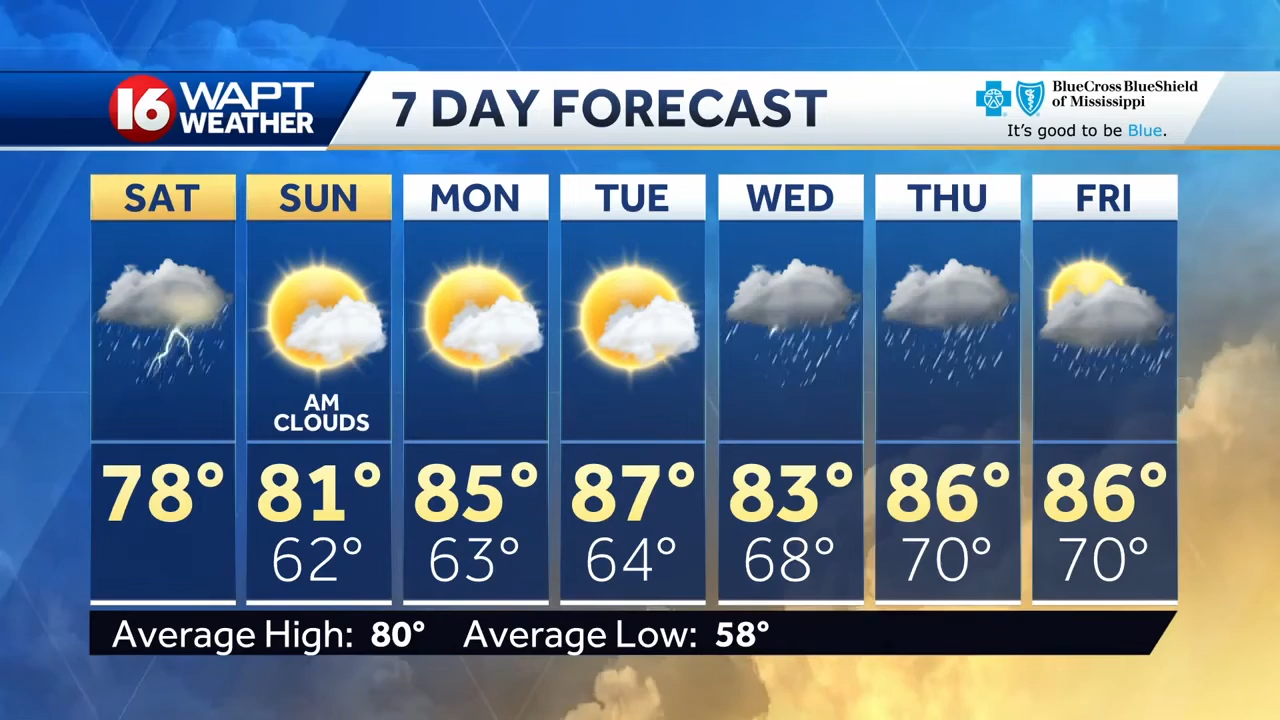 16 WAPT
WEATHER
7 DAY FORECAST
BlueCross BlueShield
of Mississippi
It's good to be Blue.
SAT SUN MON TUE WED THU FRI
AM
CLOUDS
78° 81° 85° 87° 83° 86° 86°
62° 63° 64° 68° 70° 70°
Average High: 80° Average Low: 58°